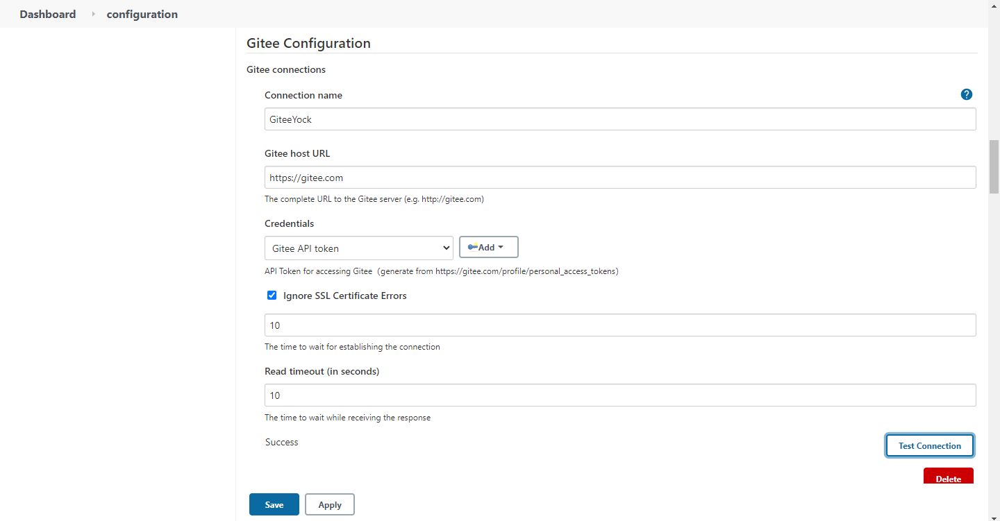 Dashboard configuration
Gitee Configuration
Gitee connections
Connection name
?
GiteeYock
Gitee host URL
https://gitee.com
The complete URL to the Gitee server (e.g. http://gitee.com)
Credentials
Gitee API token
Add
API Token for accessing Gitee（generate from https://gitee.com/profile/personal_access_tokens）
Ignore SSL Certificate Errors
10
The time to wait for establishing the connection
Read timeout (in seconds)
10
The time to wait while receiving the response
Success
Test Connection
Delete
Save
Apply